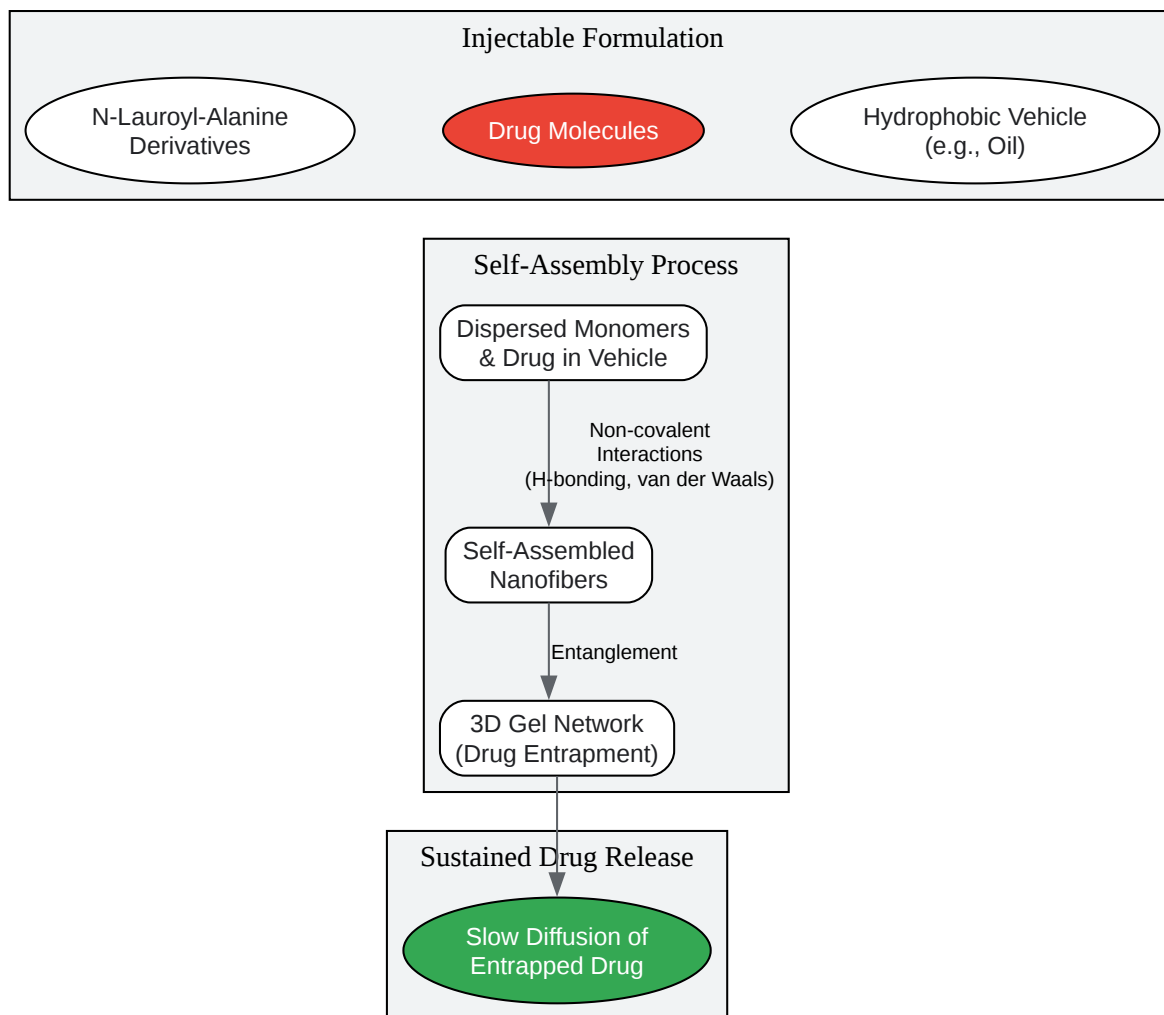 Injectable Formulation
N-Lauroyl-Alanine
Derivatives
Drug Molecules
Hydrophobic Vehicle
(e.g., Oil)
Self-Assembly Process
Dispersed Monomers
& Drug in Vehicle
Non-covalent
Interactions
(H-bonding, van der Waals)
Self-Assembled
Nanofibers
Entanglement
3D Gel Network
(Drug Entrapment)
Sustained Drug Release
Slow Diffusion of
Entrapped Drug